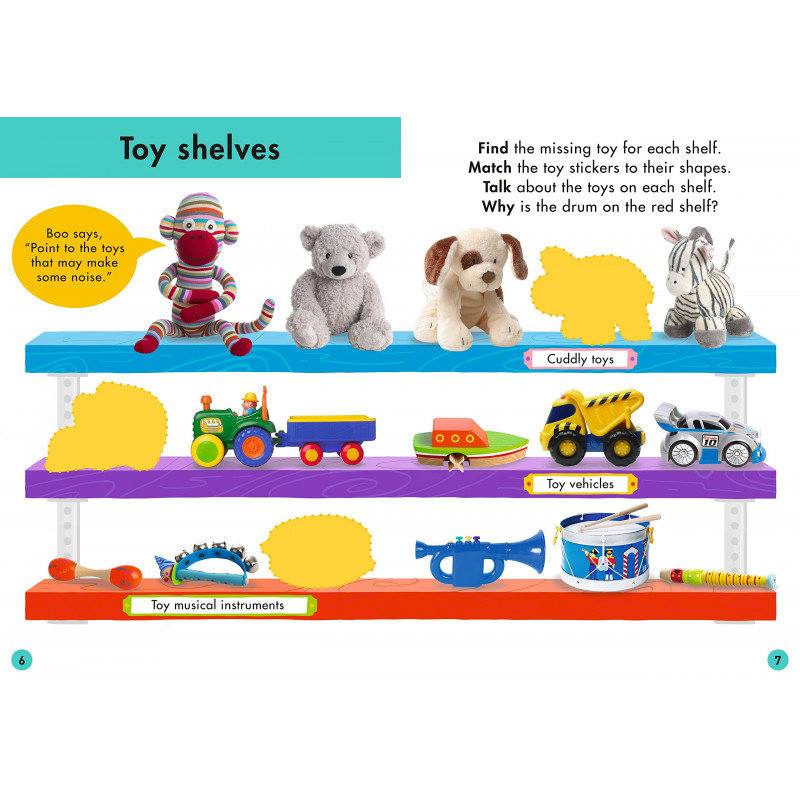 Toy shelves
Find the missing toy for each shelf.
Match the toy stickers to their shapes.
Talk about the toys on each shelf.
Why is the drum on the red shelf?
Boo says,
“Point to the toys
that may make
some noise.”
Cuddly toys
10
Toy vehicles
Toy musical instruments
6
7